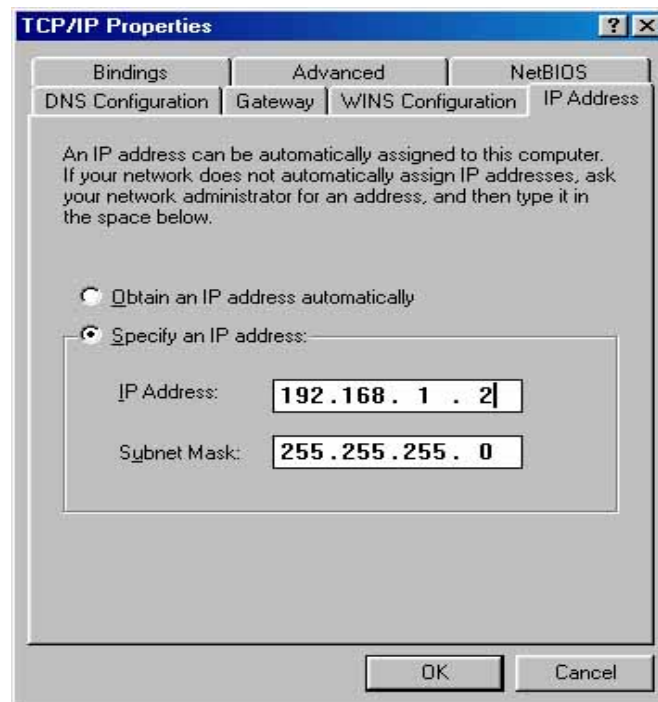 TCP/IP Properties
? ×
Bindings Advanced NetBIOS
DNS Configuration Gateway WINS Configuration IP Address
An IP address can be automatically assigned to this computer.
If your network does not automatically assign IP addresses, ask
your network administrator for an address, and then type it in
the space below.
Obtain an IP address automatically
Specify an IP address:
IP Address: 192.168. 1 . 2
Subnet Mask: 255.255.255. 0
OK Cancel